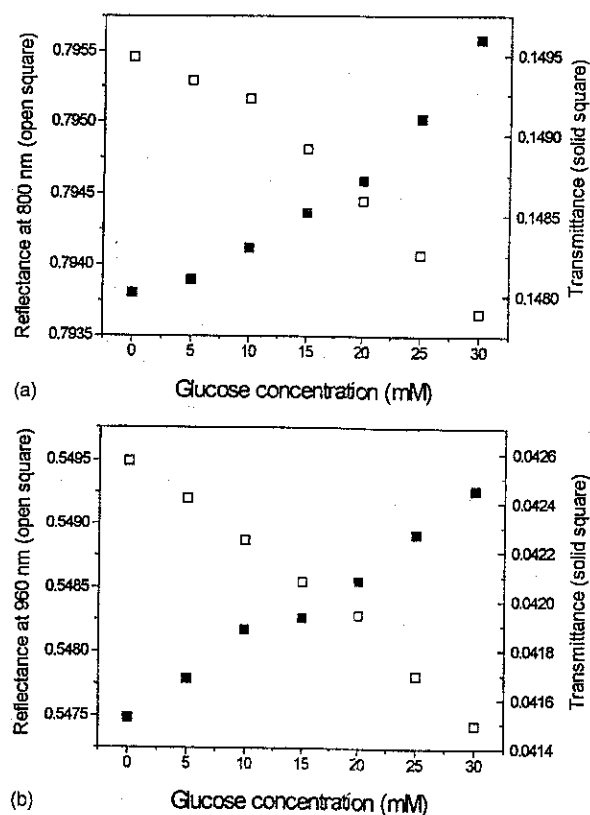 Reflectance at 800 nm (open square)
0.7955
0.7950
0.7945
0.7940
0.7935
0.1495
0.1490
0.1485
0.1480
Transmittance (solid square)
0 5 10 15 20 25 30
(a) Glucose concentration (mM)
Reflectance at 960 nm (open square)
0.5495
0.5490
0.5485
0.5480
0.5475
0.0426
0.0424
0.0422
0.0420
0.0418
0.0416
0.0414
Transmittance (solid square)
0 5 10 15 20 25 30
(b) Glucose concentration (mM)